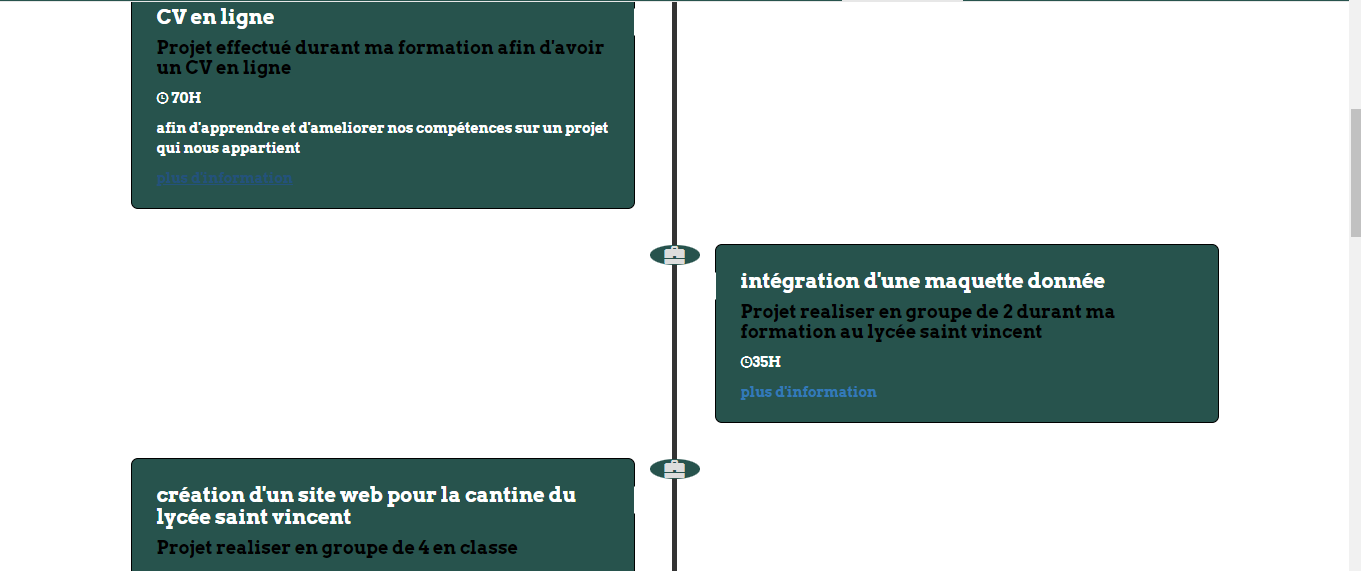 CV en ligne
Projet effectué durant ma formation afin d'avoir
un CV en ligne
70H
afin d'apprendre et d'ameliorer nos compétences sur un projet
qui nous appartient
plus d'information
intégration d'une maquette donnée
Projet realiser en groupe de 2 durant ma
formation au lycée saint vincent
35H
plus d'information
création d'un site web pour la cantine du
lycée saint vincent
Projet realiser en groupe de 4 en classe